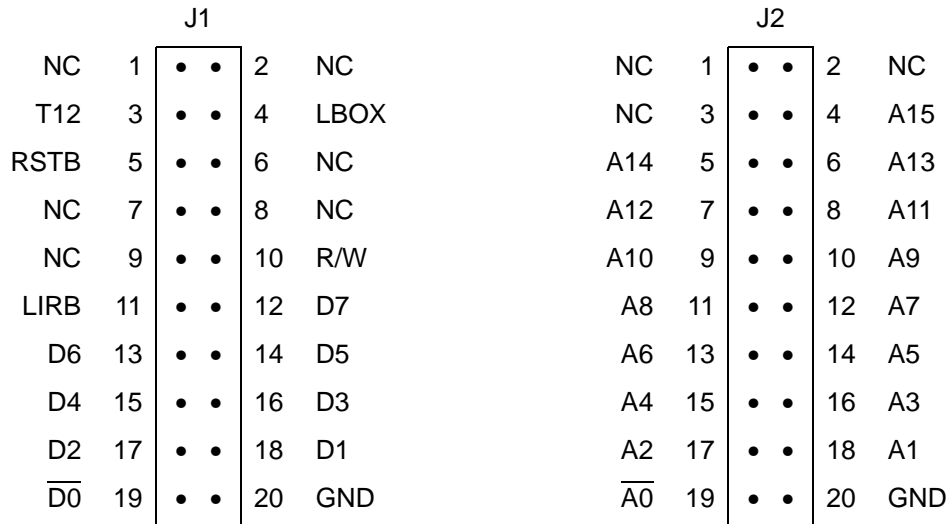 J1 J2
NC 1 • • 2 NC NC 1 • • 2 NC
T12 3 • • 4 LBOX NC 3 • • 4 A15
RSTB 5 • • 6 NC A14 5 • • 6 A13
NC 7 • • 8 NC A12 7 • • 8 A11
NC 9 • • 10 R/W A10 9 • • 10 A9
LIRB 11 • • 12 D7 A8 11 • • 12 A7
D6 13 • • 14 D5 A6 13 • • 14 A5
D4 15 • • 16 D3 A4 15 • • 16 A3
D2 17 • • 18 D1 A2 17 • • 18 A1
D̅0̅ 19 • • 20 GND A̅0̅ 19 • • 20 GND